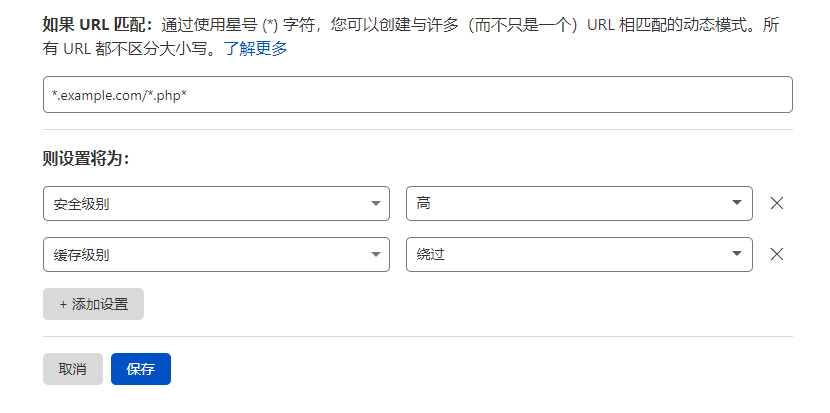 如果 URL 匹配：通过使用星号 (*) 字符，您可以创建与许多（而不只是一个）URL 相匹配的动态模式。所
有 URL 都不区分大小写。了解更多
*.example.com/*.php*
则设置将为：
安全级别 高
缓存级别 绕过
+ 添加设置
取消 保存